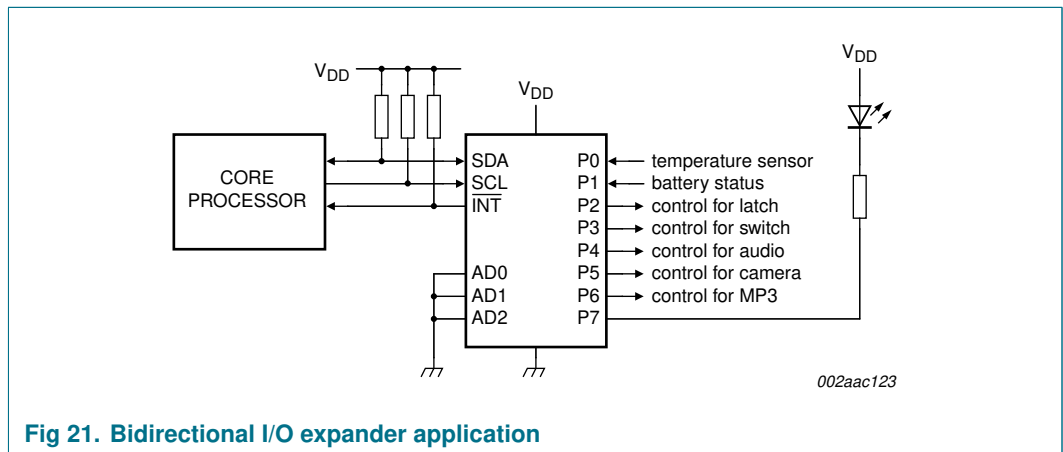 VDD
VDD
VDD
CORE
PROCESSOR
SDA
SCL
INT
AD0
AD1
AD2
P0
P1
P2
P3
P4
P5
P6
P7
temperature sensor
battery status
control for latch
control for switch
control for audio
control for camera
control for MP3
002aac123
Fig 21. Bidirectional I/O expander application